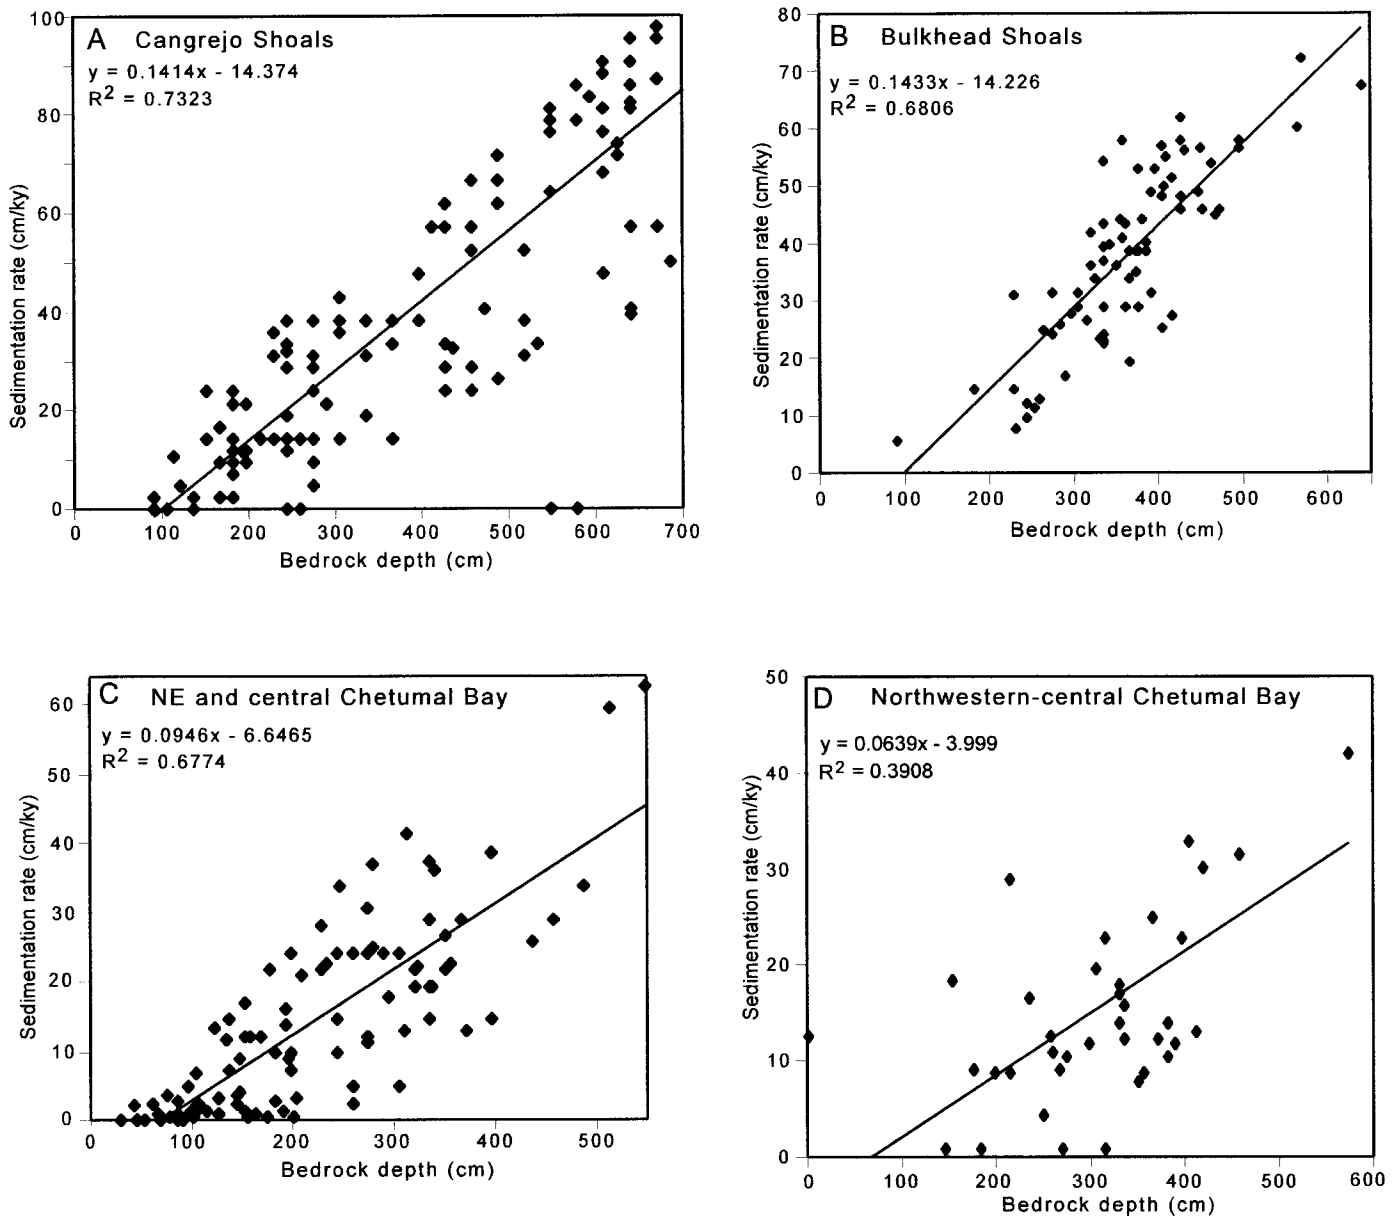 A Cangrejo Shoals
y = 0.1414x - 14.374
R2 = 0.7323
100
80
60
40
20
0
Sedimentation rate (cm/ky)
0 100 200 300 400 500 600 700
Bedrock depth (cm)
B Bulkhead Shoals
y = 0.1433x - 14.226
R2 = 0.6806
80
70
60
50
40
30
20
10
0
Sedimentation rate (cm/ky)
0 100 200 300 400 500 600
Bedrock depth (cm)
C NE and central Chetumal Bay
y = 0.0946x - 6.6465
R2 = 0.6774
60
50
40
30
20
10
0
Sedimentation rate (cm/ky)
0 100 200 300 400 500
Bedrock depth (cm)
D Northwestern-central Chetumal Bay
y = 0.0639x - 3.999
R2 = 0.3908
50
40
30
20
10
0
Sedimentation rate (cm/ky)
0 100 200 300 400 500 600
Bedrock depth (cm)